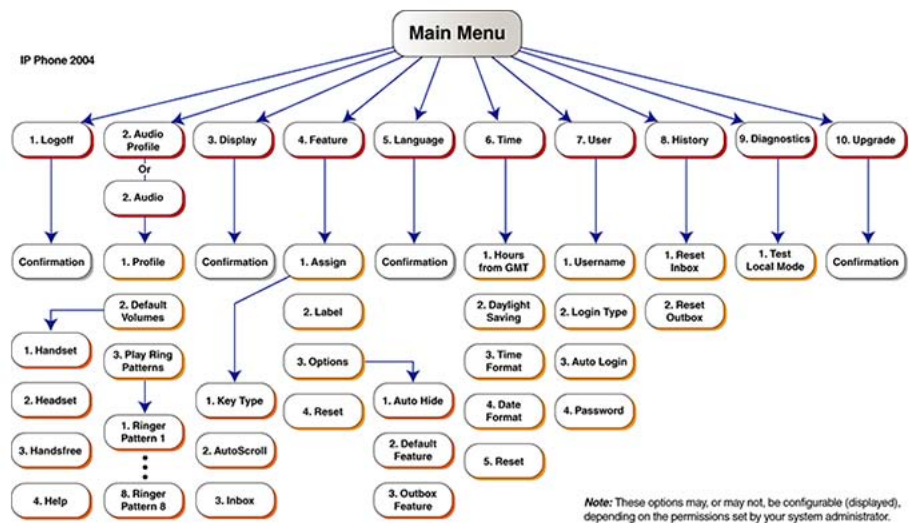 Main Menu
IP Phone 2004
1. Logoff
2. Audio
Profile
3. Display
4. Feature
5. Language
6. Time
7. User
8. History
9. Diagnostics
10. Upgrade
Or
2. Audio
Confirmation
1. Profile
Confirmation
1. Assign
Confirmation
1. Hours
from GMT
1. Username
1. Reset
Inbox
1. Test
Local Mode
Confirmation
2. Default
Volumes
2. Label
2. Daylight
Saving
2. Login Type
2. Reset
Outbox
1. Handset
3. Play Ring
Patterns
3. Options
3. Time
Format
3. Auto Login
2. Headset
1. Key Type
4. Reset
1. Auto Hide
4. Date
Format
4. Password
1. Ringer
Pattern 1
3. Handsfree
2. AutoScroll
2. Default
Feature
5. Reset
4. Help
8. Ringer
Pattern 8
3. Inbox
3. Outbox
Feature
Note: These options may, or may not, be configurable (displayed),
depending on the permissions set by your system administrator.